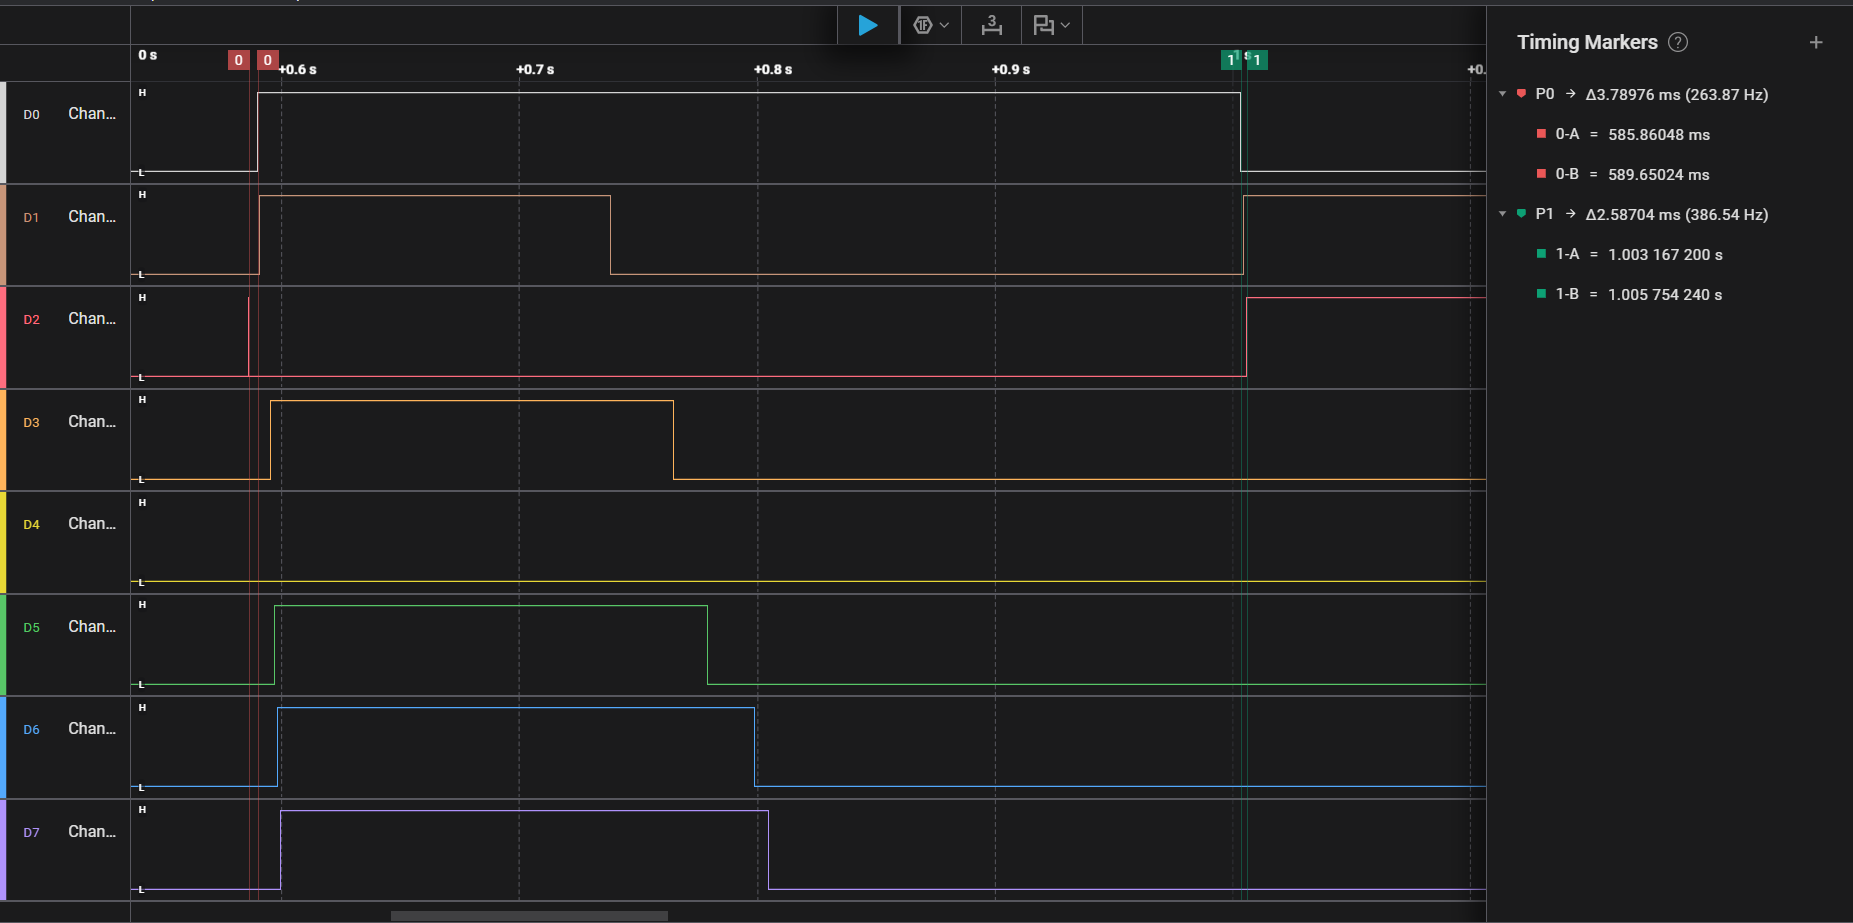 3
0 s
0 0 +0.6 s +0.7 s +0.8 s +0.9 s 1 1 s 1 +0.
H
D0 Chan...
L
H
D1 Chan...
L
H
D2 Chan...
L
H
D3 Chan...
L
H
D4 Chan...
L
H
D5 Chan...
L
H
D6 Chan...
L
H
D7 Chan...
L
Timing Markers ? +
P0 → Δ3.78976 ms (263.87 Hz)
0-A = 585.86048 ms
0-B = 589.65024 ms
P1 → Δ2.58704 ms (386.54 Hz)
1-A = 1.003 167 200 s
1-B = 1.005 754 240 s